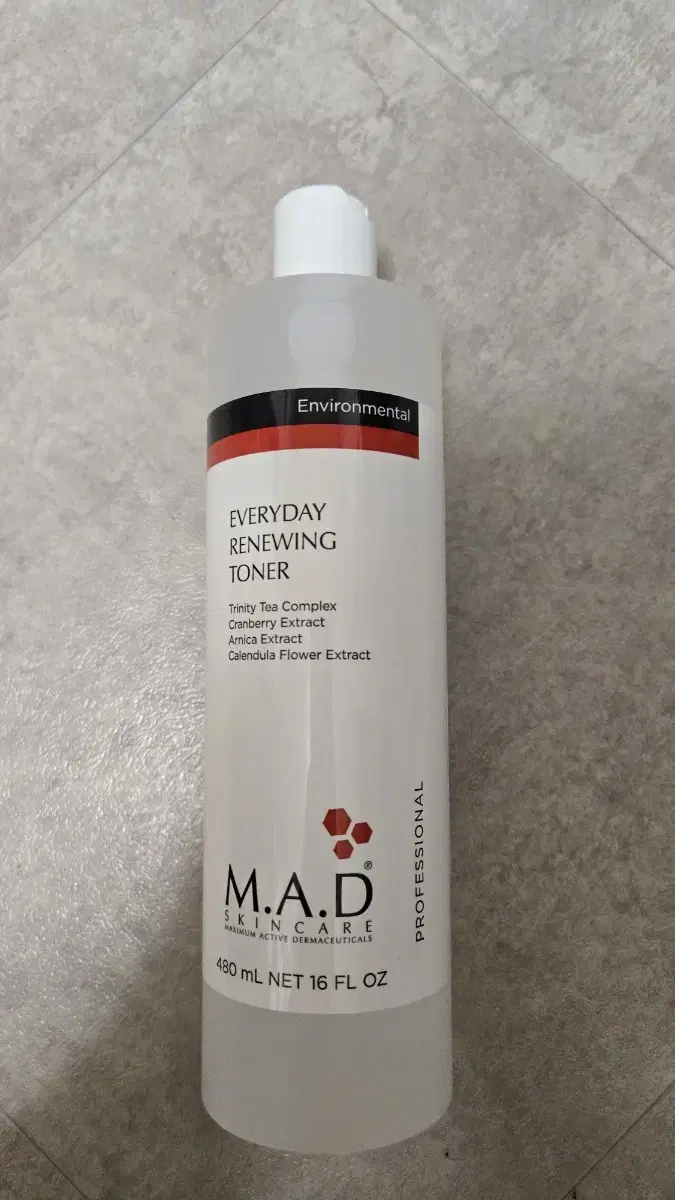 Environmental
EVERYDAY
RENEWING
TONER
Trinity Tea Complex
Cranberry Extract
Arnica Extract
Calendula Flower Extract
M.A.D®
SKINCARE
MAXIMUM ACTIVE DERMACEUTICALS
480 mL NET 16 FL OZ
PROFESSIONAL